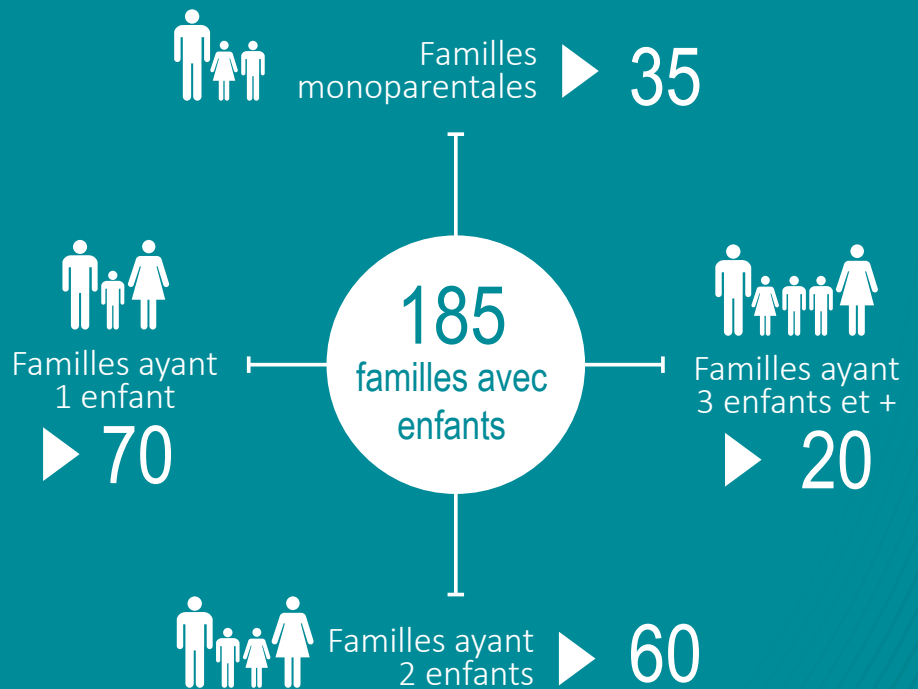 Familles
monoparentales
35
Familles ayant
1 enfant
70
185
familles avec
enfants
Familles ayant
3 enfants et +
20
Familles ayant
2 enfants
60